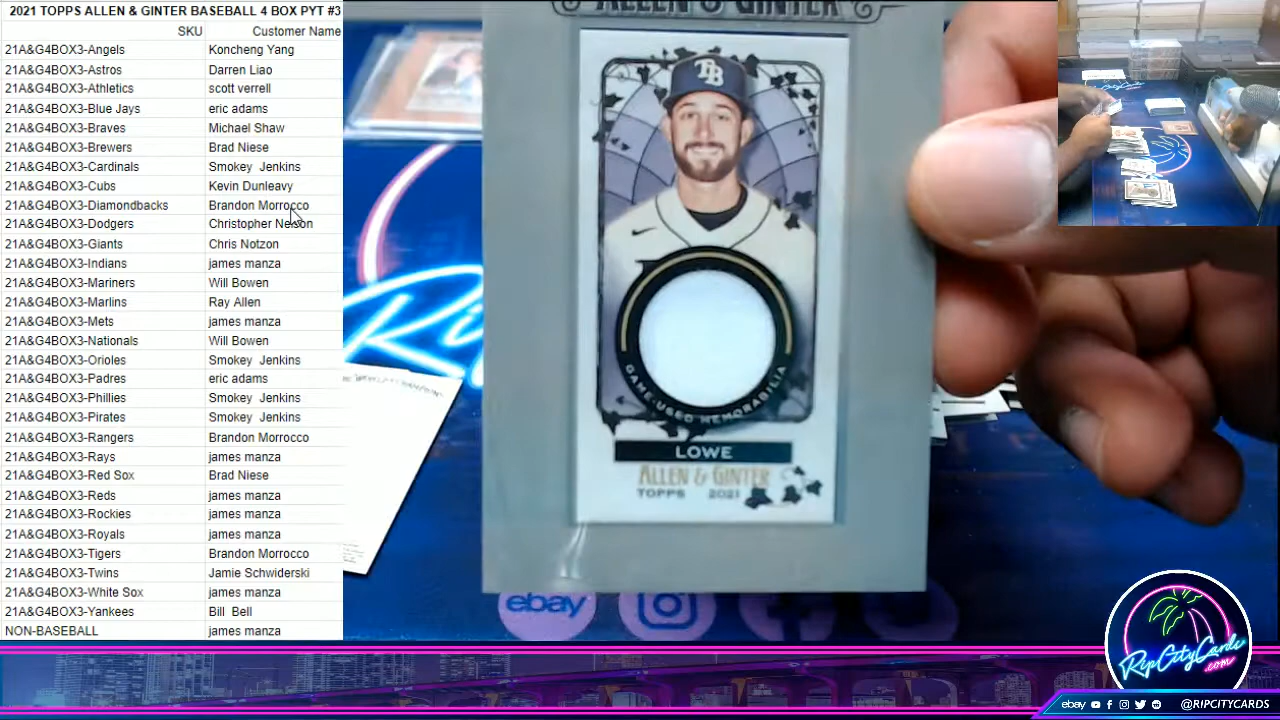 2021 TOPPS ALLEN & GINTER BASEBALL 4 BOX PYT #3
SKU Customer Name
21A&G4BOX3-Angels Koncheng Yang
21A&G4BOX3-Astros Darren Liao
21A&G4BOX3-Athletics scott verrell
21A&G4BOX3-Blue Jays eric adams
21A&G4BOX3-Braves Michael Shaw
21A&G4BOX3-Brewers Brad Niese
21A&G4BOX3-Cardinals Smokey Jenkins
21A&G4BOX3-Cubs Kevin Dunleavy
21A&G4BOX3-Diamondbacks Brandon Morrocco
21A&G4BOX3-Dodgers Christopher Nelson
21A&G4BOX3-Giants Chris Notzon
21A&G4BOX3-Indians james manza
21A&G4BOX3-Mariners Will Bowen
21A&G4BOX3-Marlins Ray Allen
21A&G4BOX3-Mets james manza
21A&G4BOX3-Nationals Will Bowen
21A&G4BOX3-Orioles Smokey Jenkins
21A&G4BOX3-Padres eric adams
21A&G4BOX3-Phillies Smokey Jenkins
21A&G4BOX3-Pirates Smokey Jenkins
21A&G4BOX3-Rangers Brandon Morrocco
21A&G4BOX3-Rays james manza
21A&G4BOX3-Red Sox Brad Niese
21A&G4BOX3-Reds james manza
21A&G4BOX3-Rockies james manza
21A&G4BOX3-Royals james manza
21A&G4BOX3-Tigers Brandon Morrocco
21A&G4BOX3-Twins Jamie Schwiderski
21A&G4BOX3-White Sox james manza
21A&G4BOX3-Yankees Bill Bell
NON-BASEBALL james manza
ALLEN & GINTER
TB
GAME-USED MEMORABILIA
LOWE
ALLEN & GINTER
TOPPS 2021
ebay
RipCityCards
.com
ebay @RIPCITYCARDS